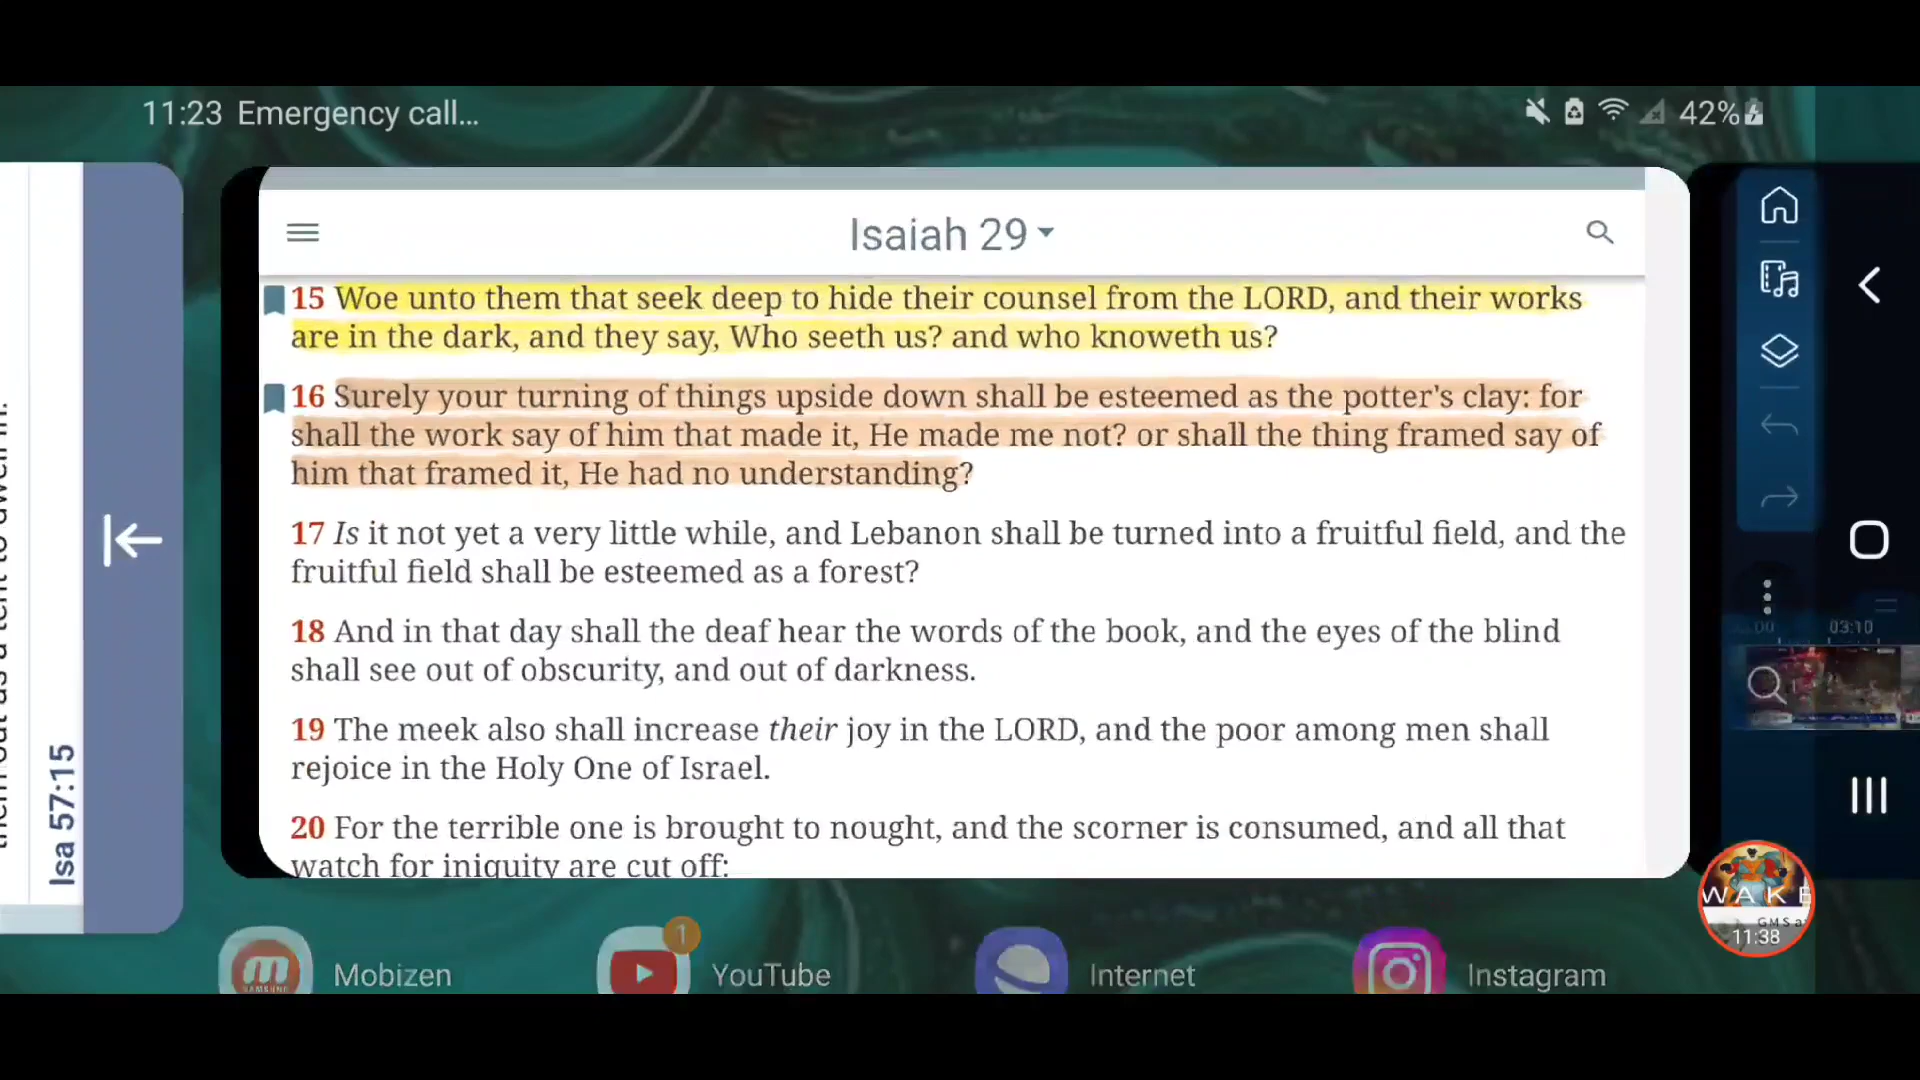 11:23 Emergency call... 42%
Isaiah 29
15 Woe unto them that seek deep to hide their counsel from the LORD, and their works
are in the dark, and they say, Who seeth us? and who knoweth us?
16 Surely your turning of things upside down shall be esteemed as the potter's clay: for
shall the work say of him that made it, He made me not? or shall the thing framed say of
him that framed it, He had no understanding?
17 Is it not yet a very little while, and Lebanon shall be turned into a fruitful field, and the
fruitful field shall be esteemed as a forest?
18 And in that day shall the deaf hear the words of the book, and the eyes of the blind
shall see out of obscurity, and out of darkness.
19 The meek also shall increase their joy in the LORD, and the poor among men shall
rejoice in the Holy One of Israel.
20 For the terrible one is brought to nought, and the scorner is consumed, and all that
watch for iniquity are cut off:
Isa 57:15
00 03:10
WAKE
GMS a
11:38
1
Mobizen YouTube Internet Instagram
SAMSUNG